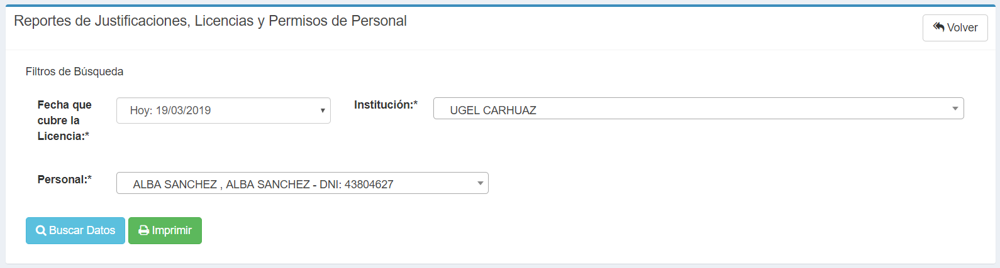 Reportes de Justificaciones, Licencias y Permisos de Personal
Volver
Filtros de Búsqueda
Fecha que
cubre la
Licencia:*
Hoy: 19/03/2019
Institución:*
UGEL CARHUAZ
Personal:*
ALBA SANCHEZ , ALBA SANCHEZ - DNI: 43804627
Buscar Datos
Imprimir